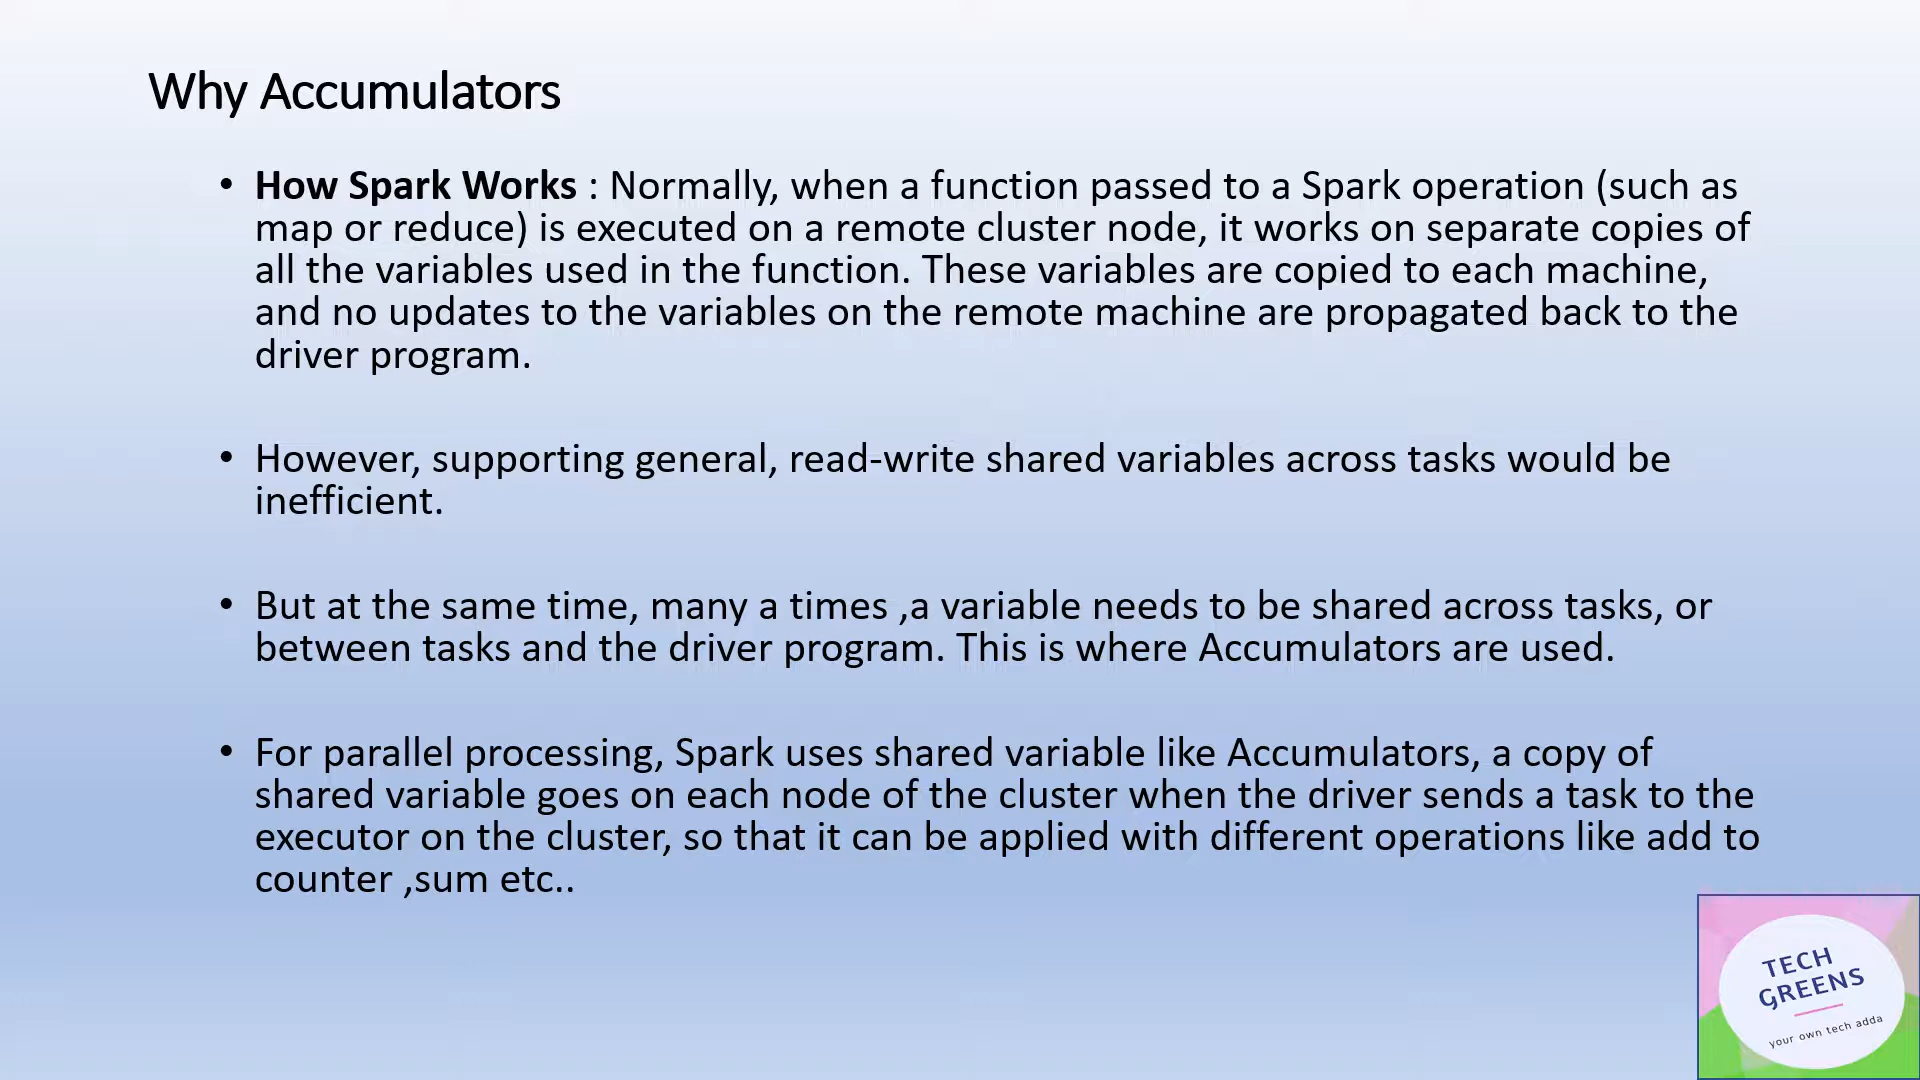 Why Accumulators
• How Spark Works : Normally, when a function passed to a Spark operation (such as
map or reduce) is executed on a remote cluster node, it works on separate copies of
all the variables used in the function. These variables are copied to each machine,
and no updates to the variables on the remote machine are propagated back to the
driver program.
• However, supporting general, read-write shared variables across tasks would be
inefficient.
• But at the same time, many a times ,a variable needs to be shared across tasks, or
between tasks and the driver program. This is where Accumulators are used.
• For parallel processing, Spark uses shared variable like Accumulators, a copy of
shared variable goes on each node of the cluster when the driver sends a task to the
executor on the cluster, so that it can be applied with different operations like add to
counter ,sum etc..
TECH
GREENS
your own tech adda